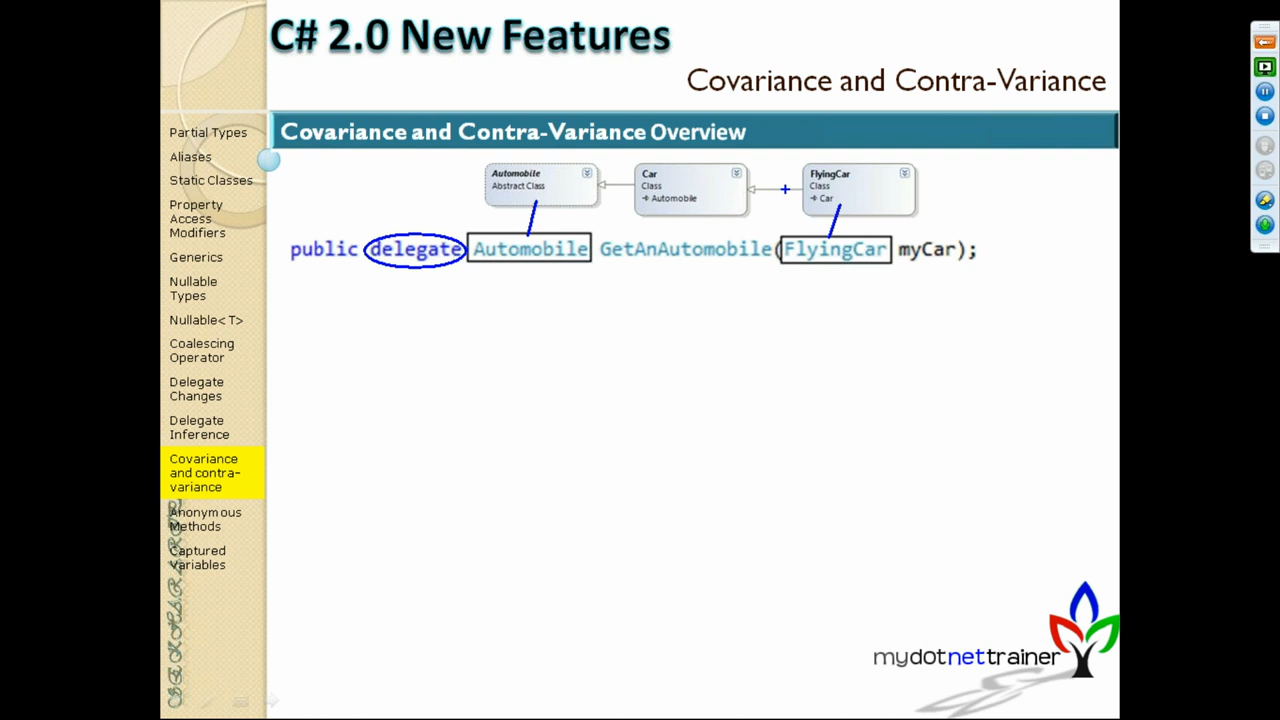 C# 2.0 New Features
Covariance and Contra-Variance
Covariance and Contra-Variance Overview
Partial Types
Aliases
Static Classes
Property
Access
Modifiers
Generics
Nullable
Types
Nullable< T>
Coalescing
Operator
Delegate
Changes
Delegate
Inference
Covariance
and contra-
variance
Anonymous
Methods
Captured
Variables
Automobile
Abstract Class
Car
Class
Automobile
FlyingCar
Class
Car
public delegate Automobile GetAnAutomobile(FlyingCar myCar);
mydotnettrainer